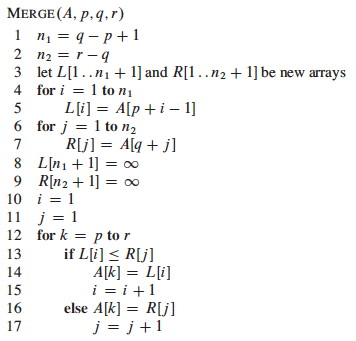 MERGE(A, p, q, r)
1 n₁ = q − p + 1
2 n₂ = r − q
3 let L[1..n₁ + 1] and R[1..n₂ + 1] be new arrays
4 for i = 1 to n₁
5 L[i] = A[p + i − 1]
6 for j = 1 to n₂
7 R[j] = A[q + j]
8 L[n₁ + 1] = ∞
9 R[n₂ + 1] = ∞
10 i = 1
11 j = 1
12 for k = p to r
13 if L[i] ≤ R[j]
14 A[k] = L[i]
15 i = i + 1
16 else A[k] = R[j]
17 j = j + 1